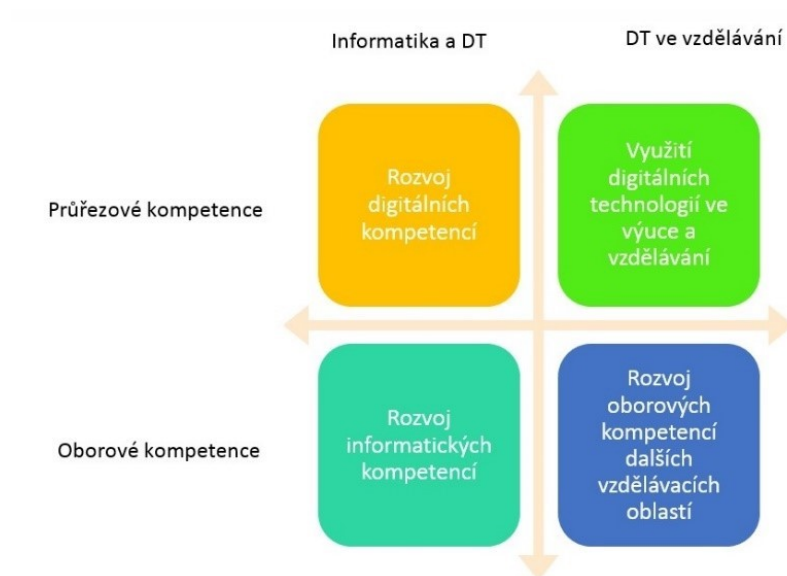 Informatika a DT
DT ve vzdělávání
Průřezové kompetence
Rozvoj
digitálních
kompetencí
Využití
digitálních
technologií ve
výuce a
vzdělávání
Oborové kompetence
Rozvoj
informatických
kompetencí
Rozvoj
oborových
kompetencí
dalších
vzdělávacích
oblastí